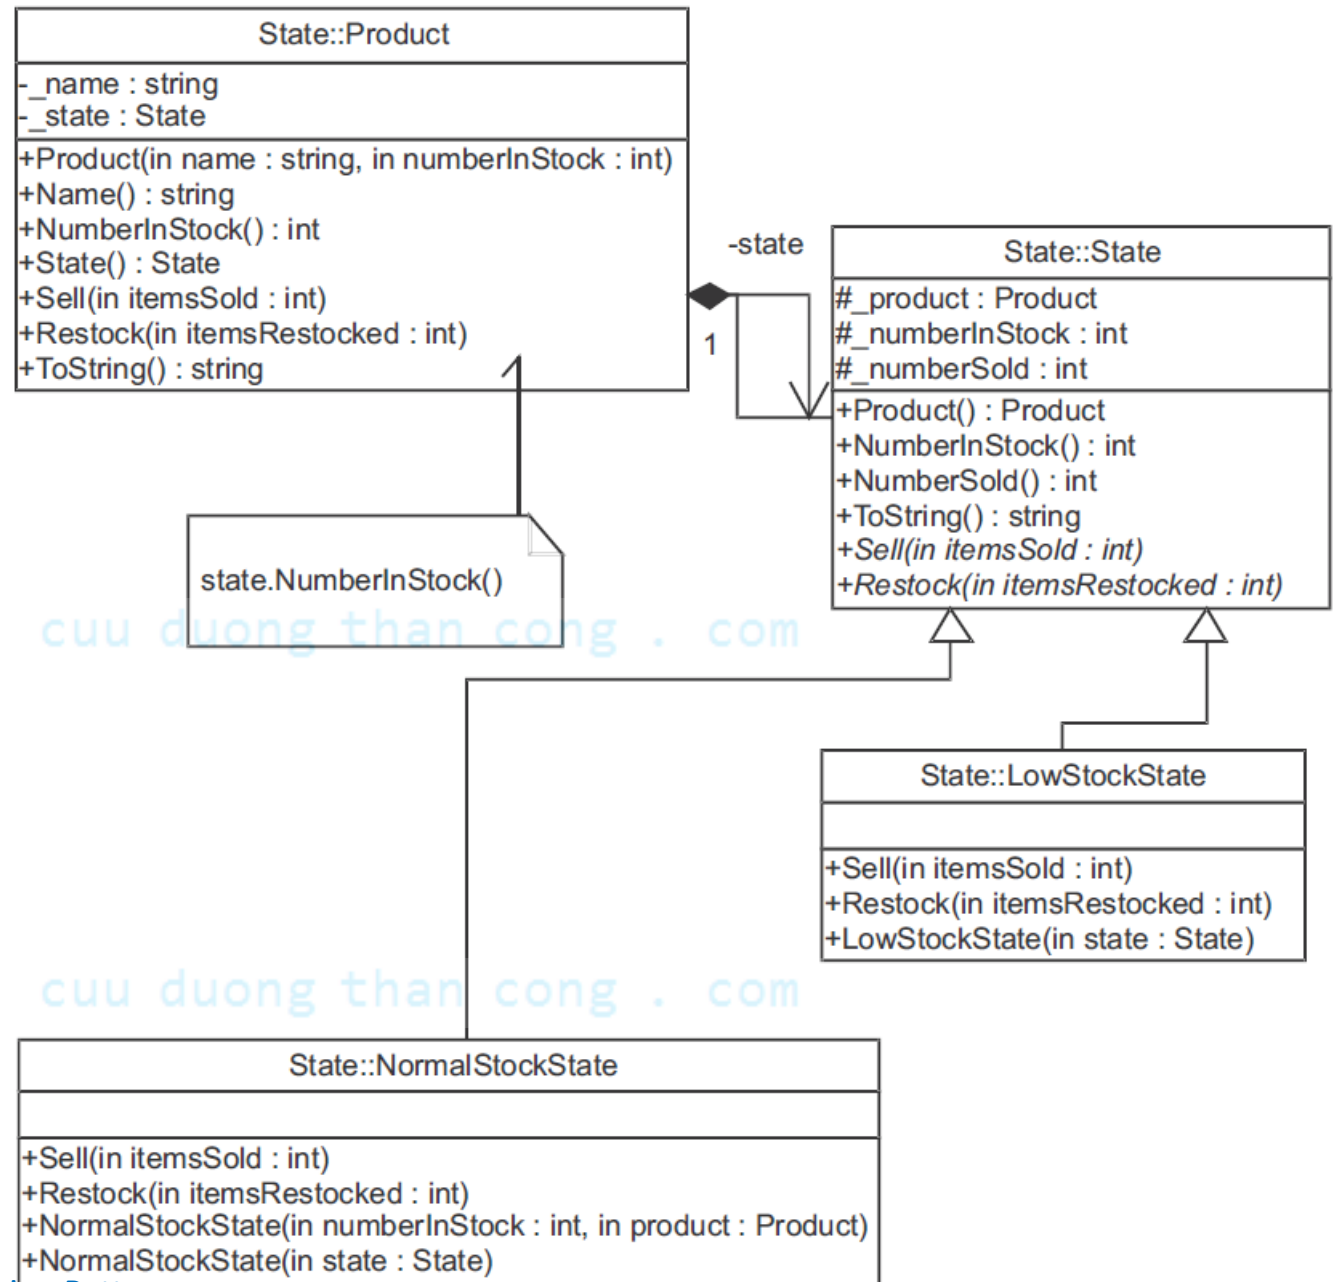 State::Product
-_name : string
-_state : State
+Product(in name : string, in numberInStock : int)
+Name() : string
+NumberInStock() : int
+State() : State
+Sell(in itemsSold : int)
+Restock(in itemsRestocked : int)
+ToString() : string
-state
1
State::State
#_product : Product
#_numberInStock : int
#_numberSold : int
+Product() : Product
+NumberInStock() : int
+NumberSold() : int
+ToString() : string
+Sell(in itemsSold : int)
+Restock(in itemsRestocked : int)
state.NumberInStock()
cuu duong than cong . com
State::LowStockState
+Sell(in itemsSold : int)
+Restock(in itemsRestocked : int)
+LowStockState(in state : State)
cuu duong than cong . com
State::NormalStockState
+Sell(in itemsSold : int)
+Restock(in itemsRestocked : int)
+NormalStockState(in numberInStock : int, in product : Product)
+NormalStockState(in state : State)